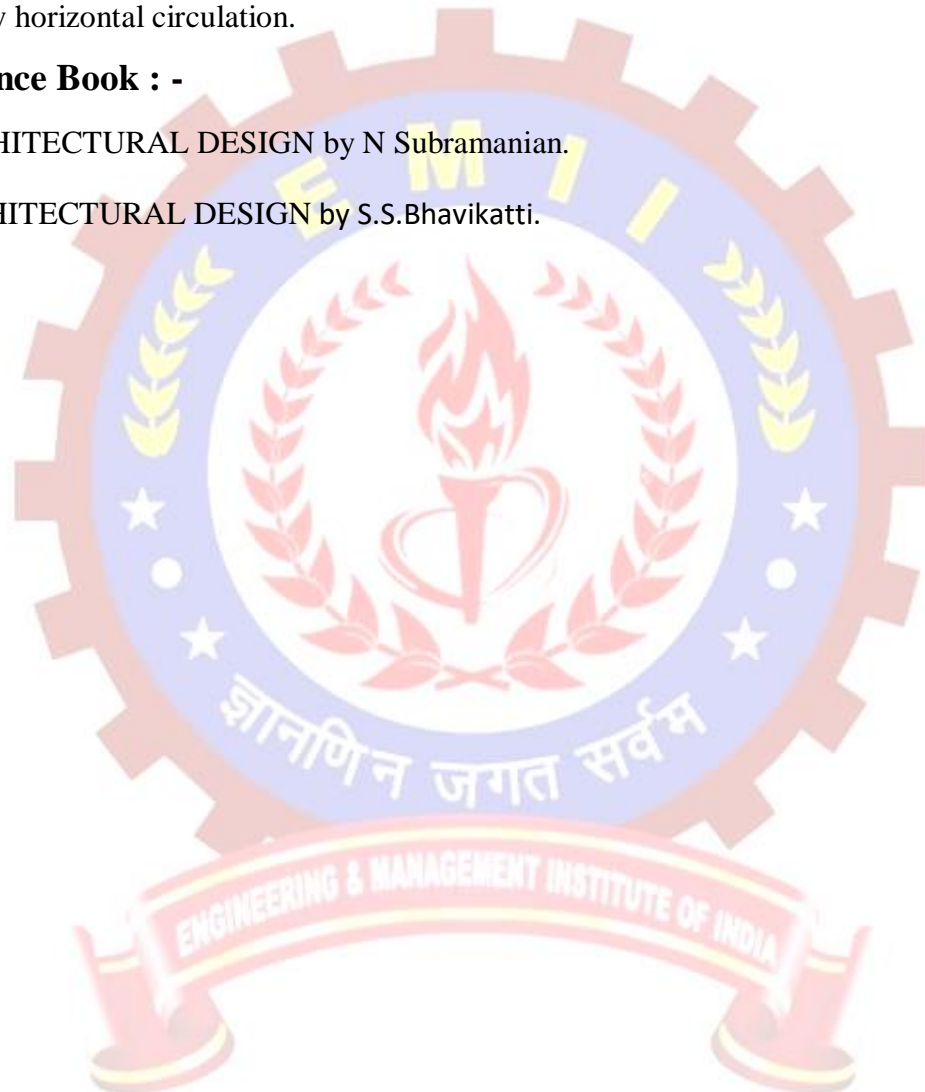 y horizontal circulation.
nce Book : -
HITECTURAL DESIGN by N Subramanian.
HITECTURAL DESIGN by S.S.Bhavikatti.
E M I I
ज्ञानणिन जगत सर्वम
ENGINEERING & MANAGEMENT INSTITUTE OF INDIA